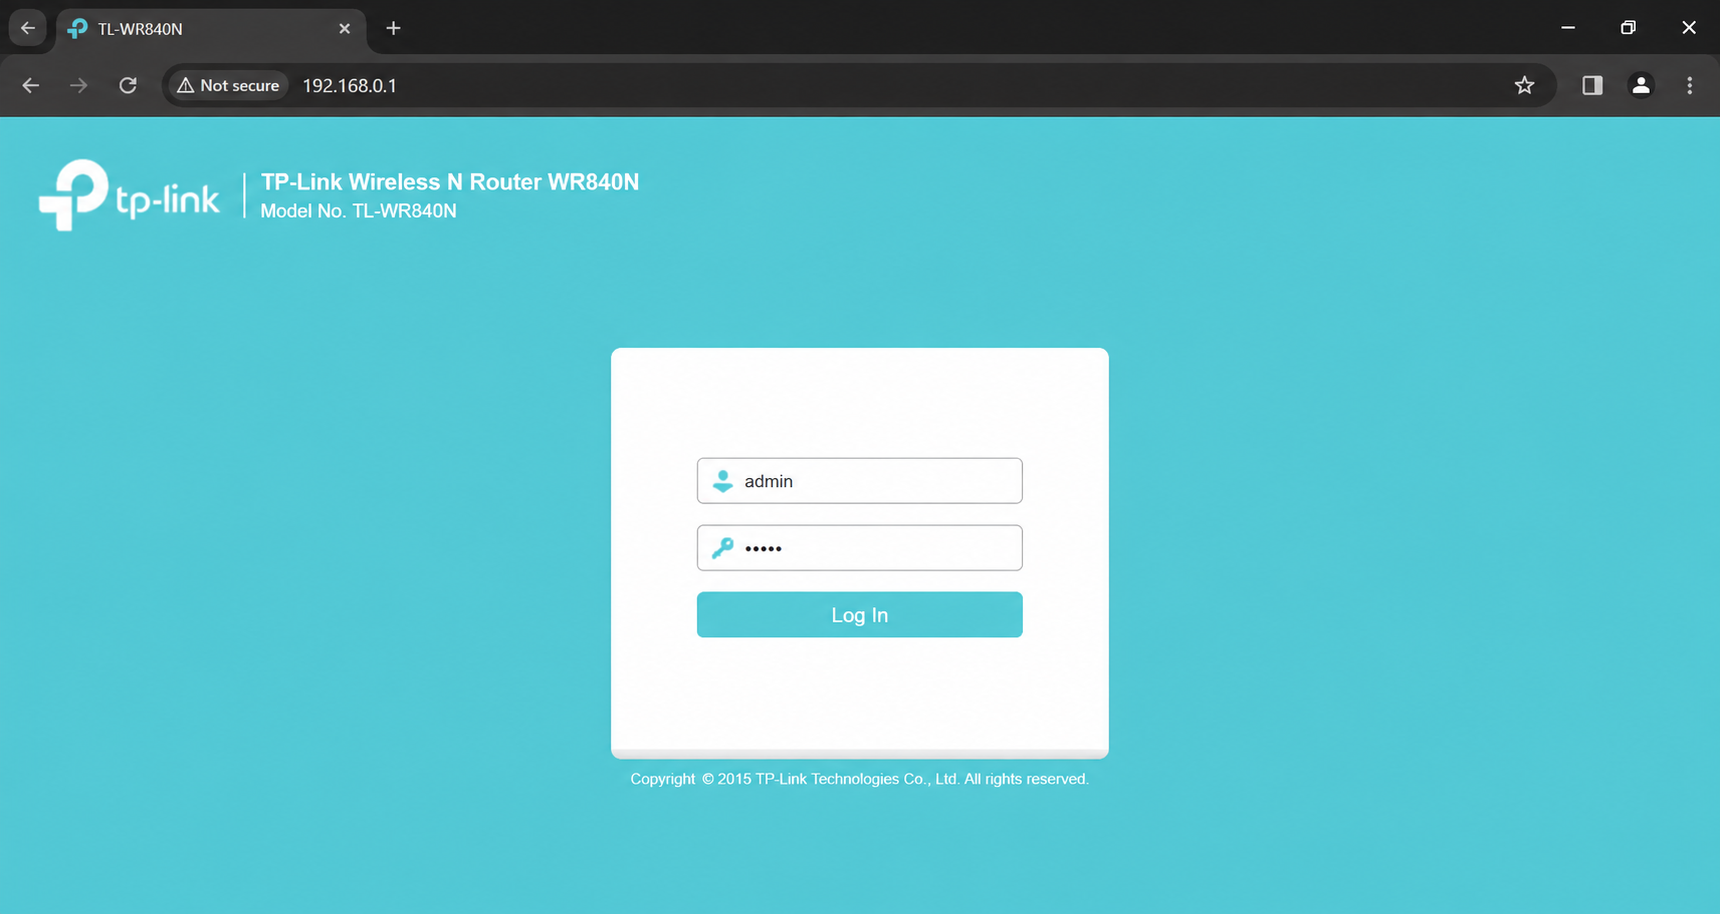 TL-WR840N
Not secure
192.168.0.1
tp-link
TP-Link Wireless N Router WR840N
Model No. TL-WR840N
admin
•••••
Log In
Copyright © 2015 TP-Link Technologies Co., Ltd. All rights reserved.